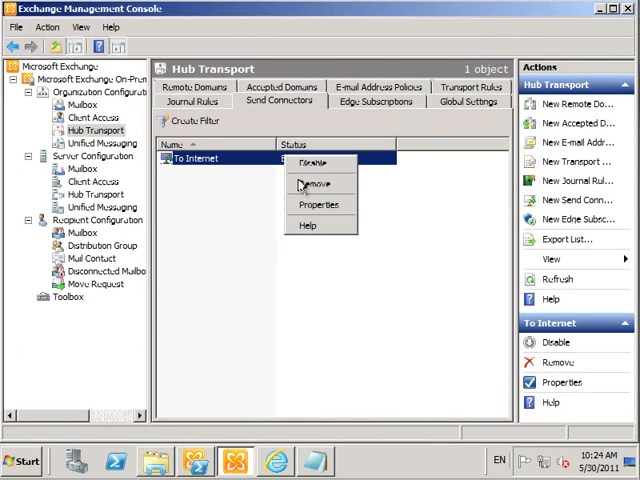 Exchange Management Console
File Action View Help
Microsoft Exchange
Microsoft Exchange On-Prem
Organization Configurat
Mailbox
Client Access
Hub Transport
Unified Messaging
Server Configuration
Mailbox
Client Access
Hub Transport
Unified Messaging
Recipient Configuration
Mailbox
Distribution Group
Mail Contact
Disconnected Mailbo
Move Request
Toolbox
Hub Transport 1 object
Remote Domains Accepted Domains E-mail Address Policies Transport Rules
Journal Rules Send Connectors Edge Subscriptions Global Settings
Create Filter
Name Status
To Internet E
Disable
Remove
Properties
Help
Actions
Hub Transport
New Remote Do...
New Accepted D...
New E-mail Addr...
New Transport ...
New Journal Rul...
New Send Conn...
New Edge Subsc...
Export List...
View
Refresh
Help
To Internet
Disable
Remove
Properties
Help
Start
EN
10:24 AM
5/30/2011